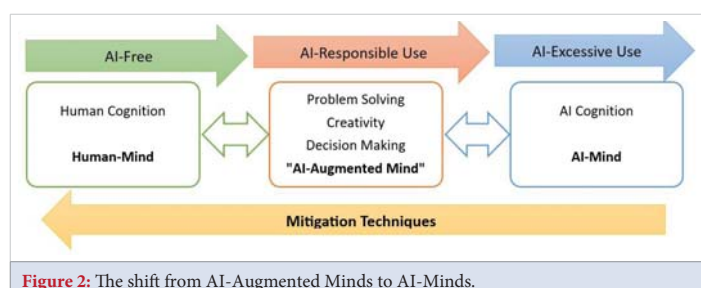 AI-Free
AI-Responsible Use
AI-Excessive Use
Human Cognition
Human-Mind
Problem Solving
Creativity
Decision Making
"AI-Augmented Mind"
AI Cognition
AI-Mind
Mitigation Techniques
Figure 2: The shift from AI-Augmented Minds to AI-Minds.